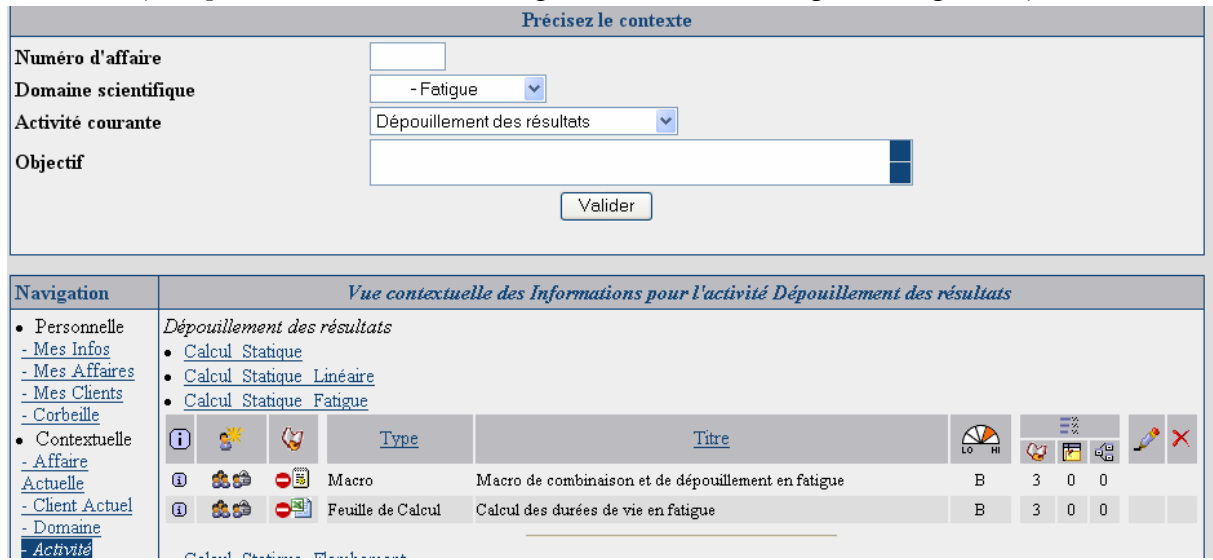 Précisez le contexte
Numéro d'affaire
Domaine scientifique - Fatigue
Activité courante Dépouillement des résultats
Objectif
Valider
Navigation Vue contextuelle des Informations pour l'activité Dépouillement des résultats
• Personnelle
- Mes Infos
- Mes Affaires
- Mes Clients
- Corbeille
• Contextuelle
- Affaire
Actuelle
- Client Actuel
- Domaine
- Activité
Dépouillement des résultats
• Calcul Statique
• Calcul Statique Linéaire
• Calcul Statique Fatigue
Type Titre LO HI
Macro Macro de combinaison et de dépouillement en fatigue B 3 0 0
Feuille de Calcul Calcul des durées de vie en fatigue B 3 0 0
Calcul Statique Flambement